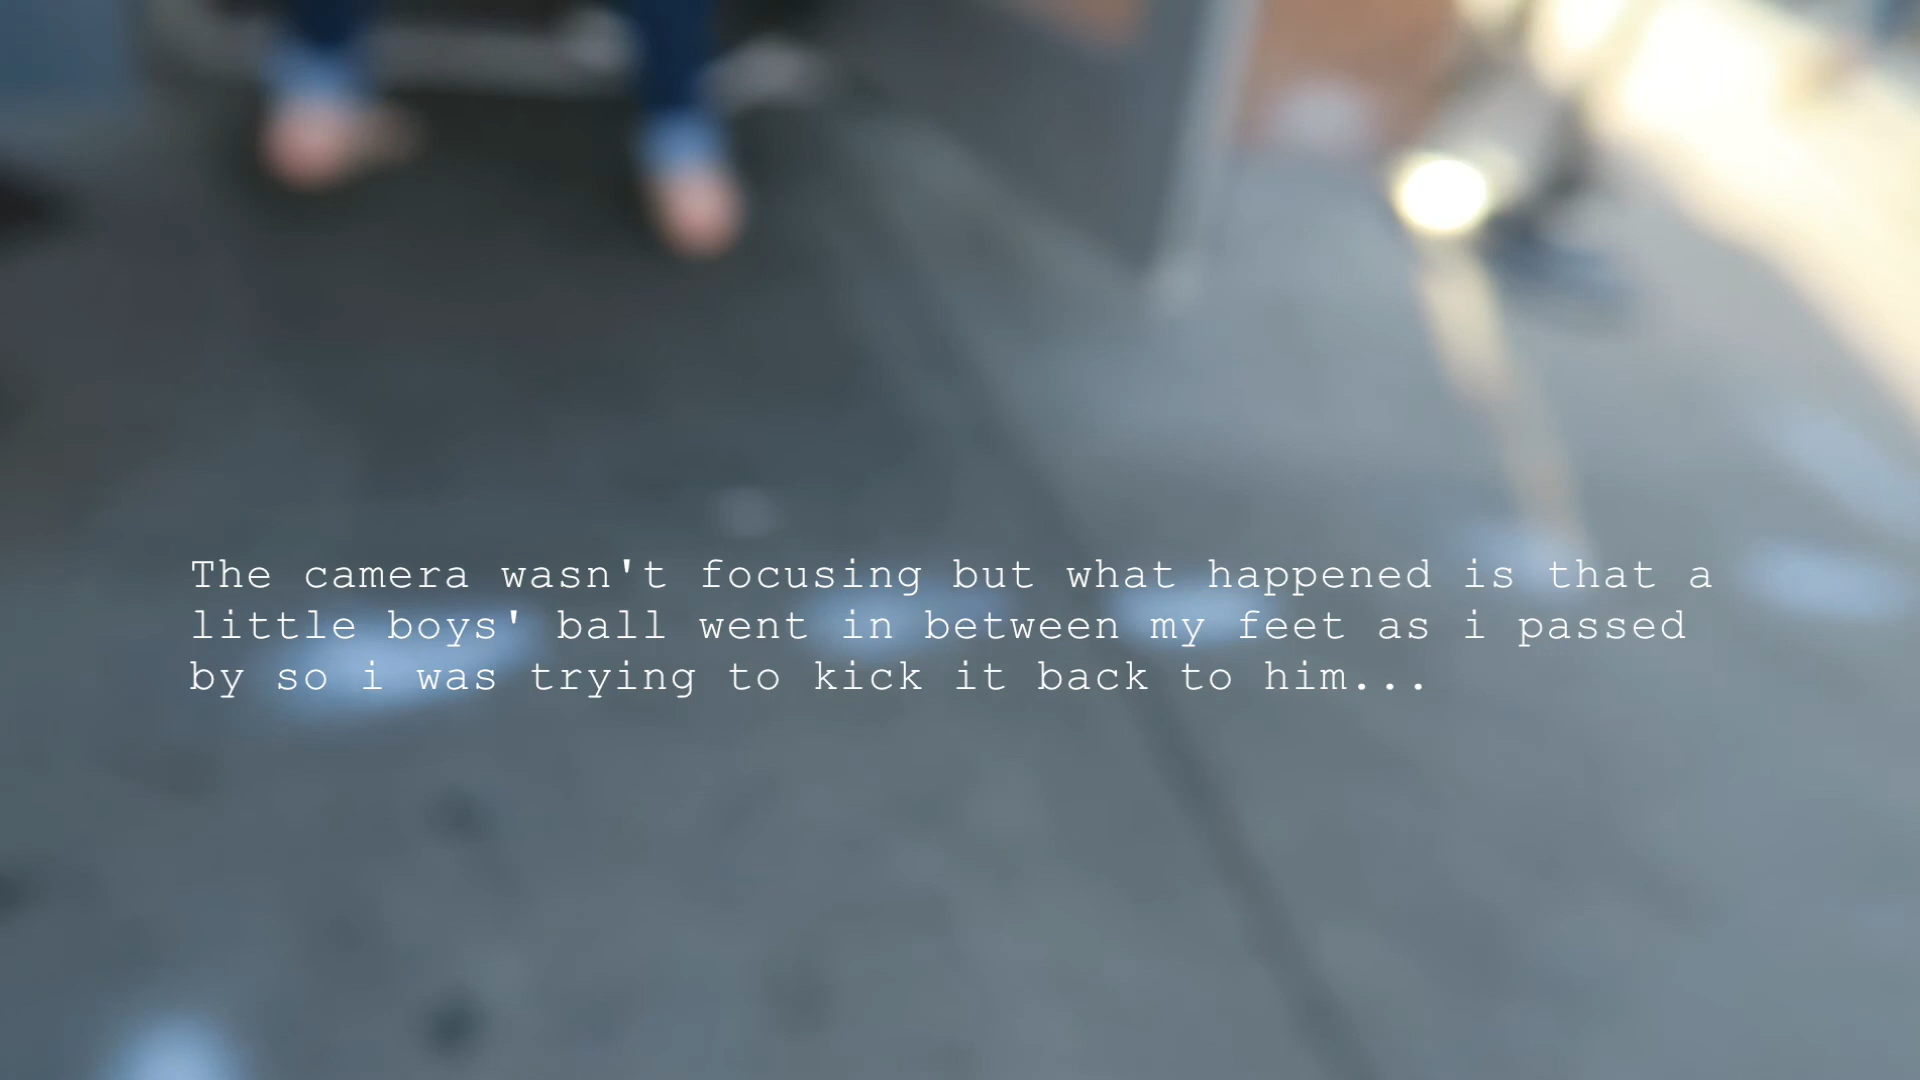 The camera wasn't focusing but what happened is that a
little boys' ball went in between my feet as i passed
by so i was trying to kick it back to him...